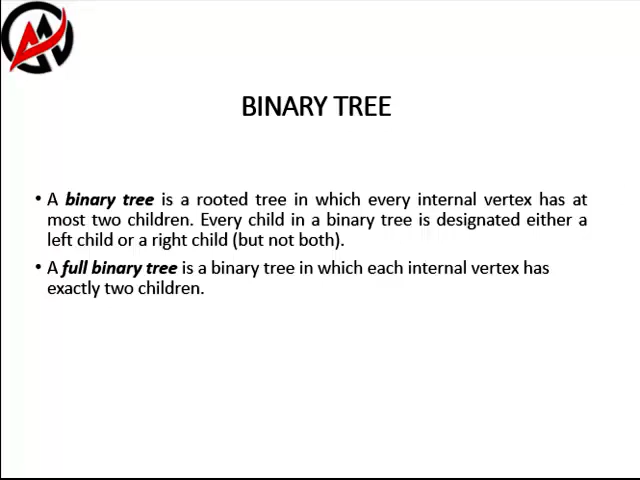 BINARY TREE
• A binary tree is a rooted tree in which every internal vertex has at
most two children. Every child in a binary tree is designated either a
left child or a right child (but not both).
• A full binary tree is a binary tree in which each internal vertex has
exactly two children.